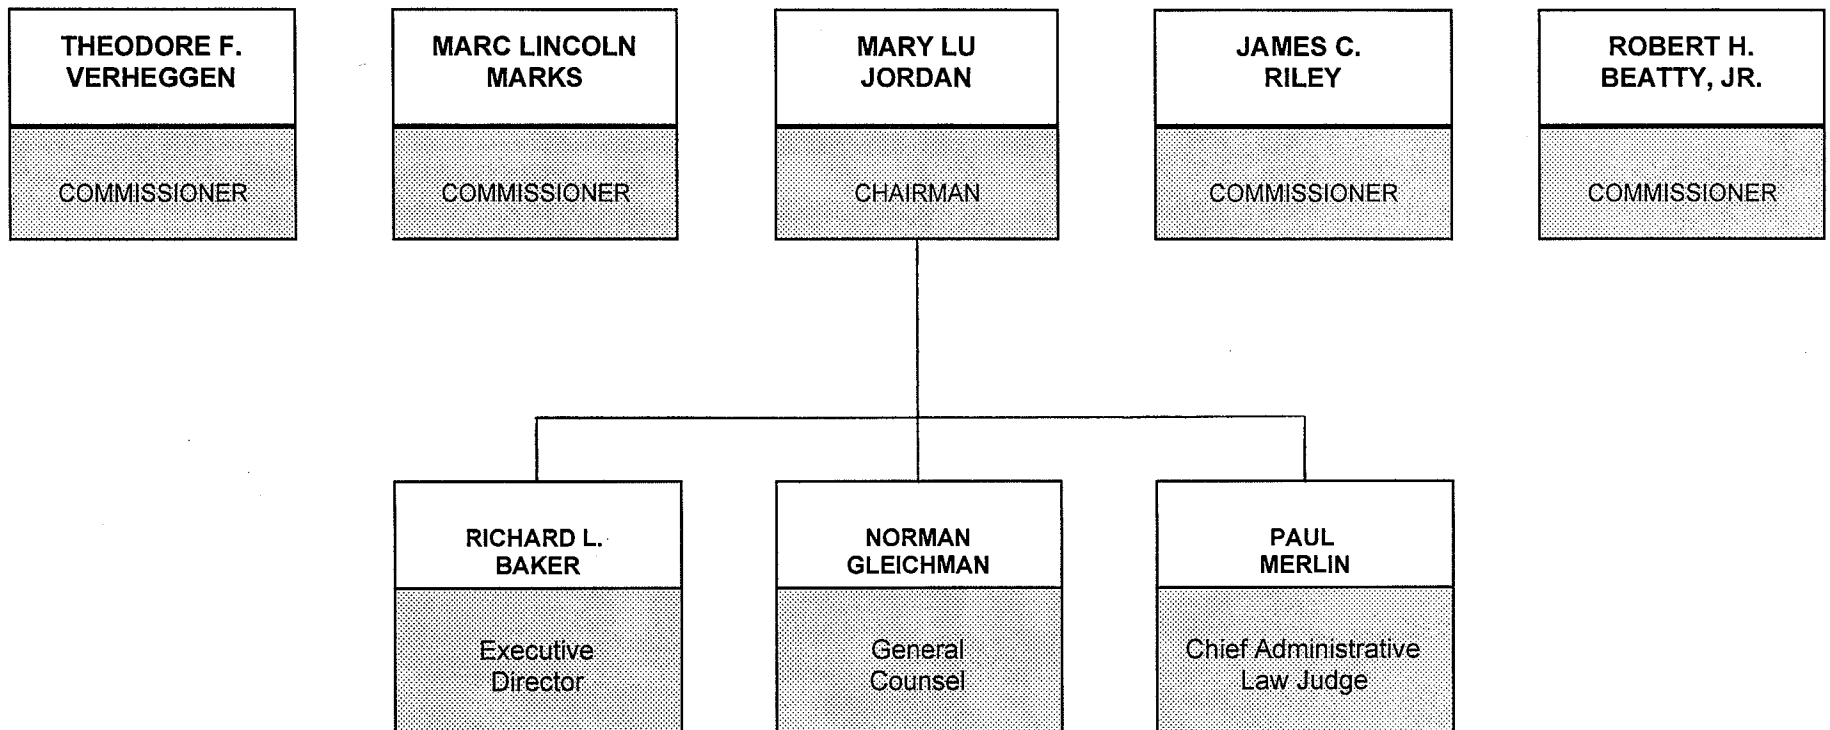 THEODORE F.
VERHEGGEN
COMMISSIONER
MARC LINCOLN
MARKS
COMMISSIONER
MARY LU
JORDAN
CHAIRMAN
JAMES C.
RILEY
COMMISSIONER
ROBERT H.
BEATTY, JR.
COMMISSIONER
RICHARD L.
BAKER
Executive
Director
NORMAN
GLEICHMAN
General
Counsel
PAUL
MERLIN
Chief Administrative
Law Judge